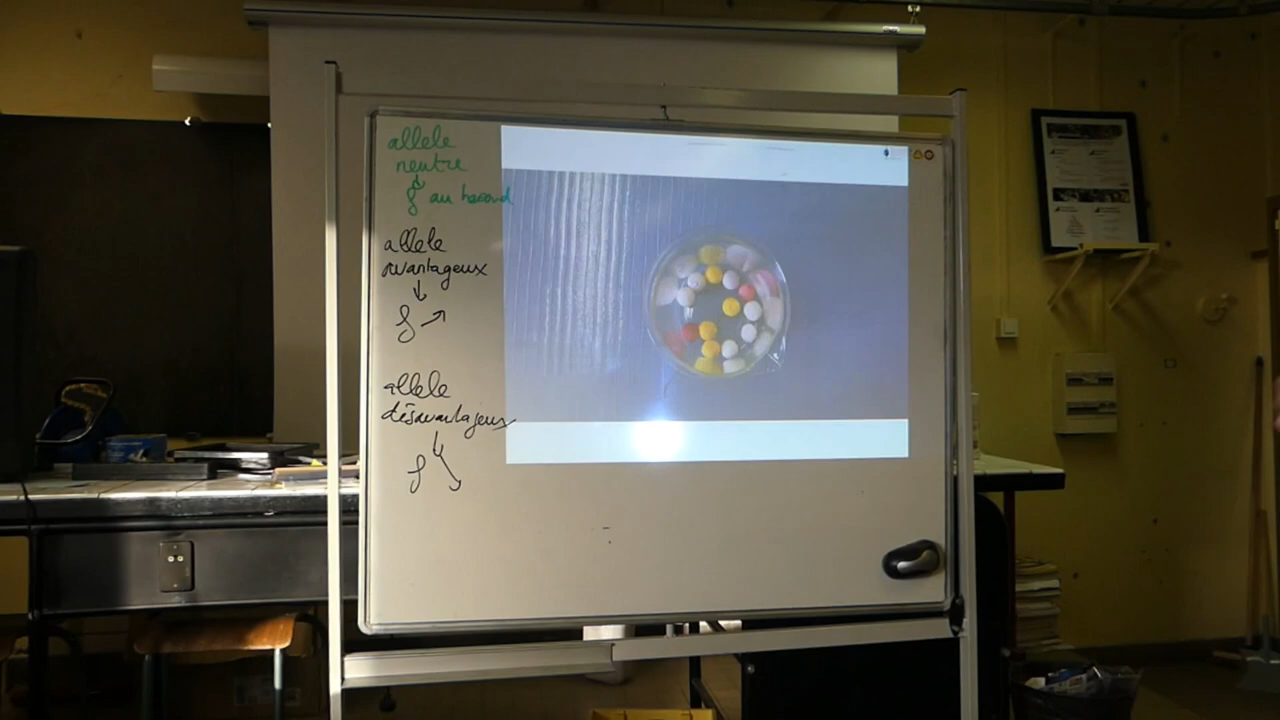 allele
neutre
↓
f au hasard
allele
avantageux
↓
f ↗
allele
désavantageux
↓
f ↘